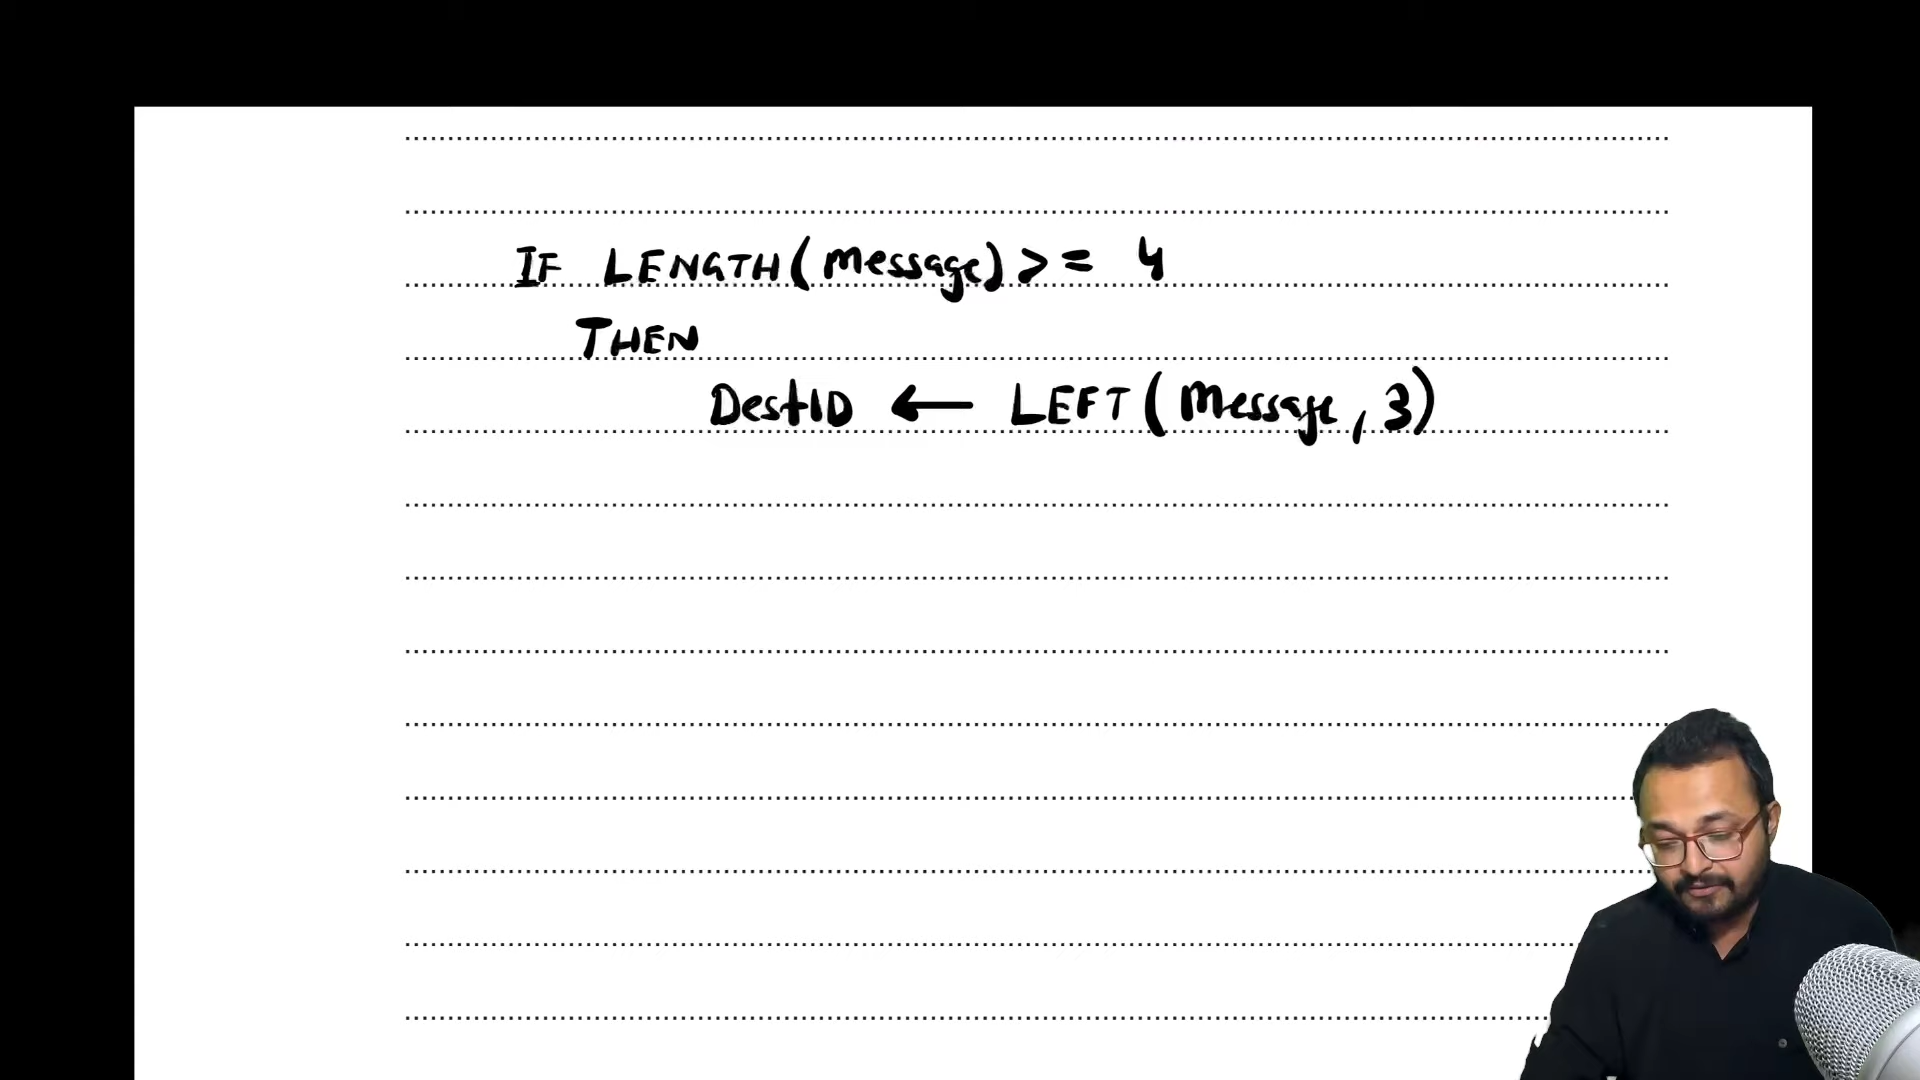 IF LENGTH(Message) >= 4
THEN
DestID ← LEFT(Message, 3)